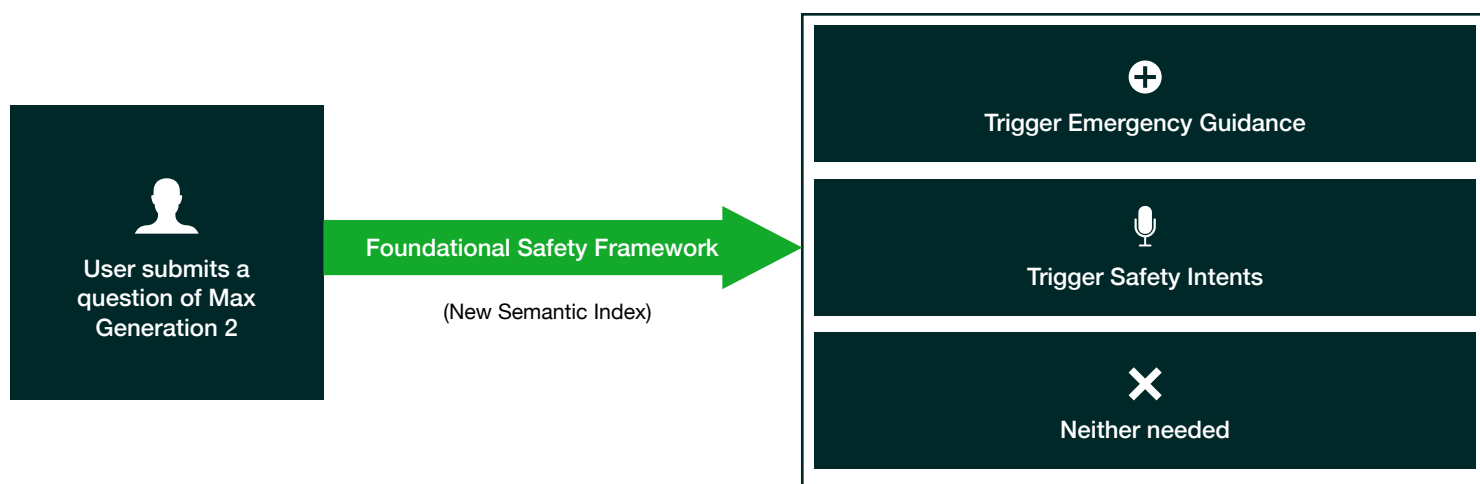 User submits a
question of Max
Generation 2
Foundational Safety Framework
(New Semantic Index)
Trigger Emergency Guidance
Trigger Safety Intents
Neither needed